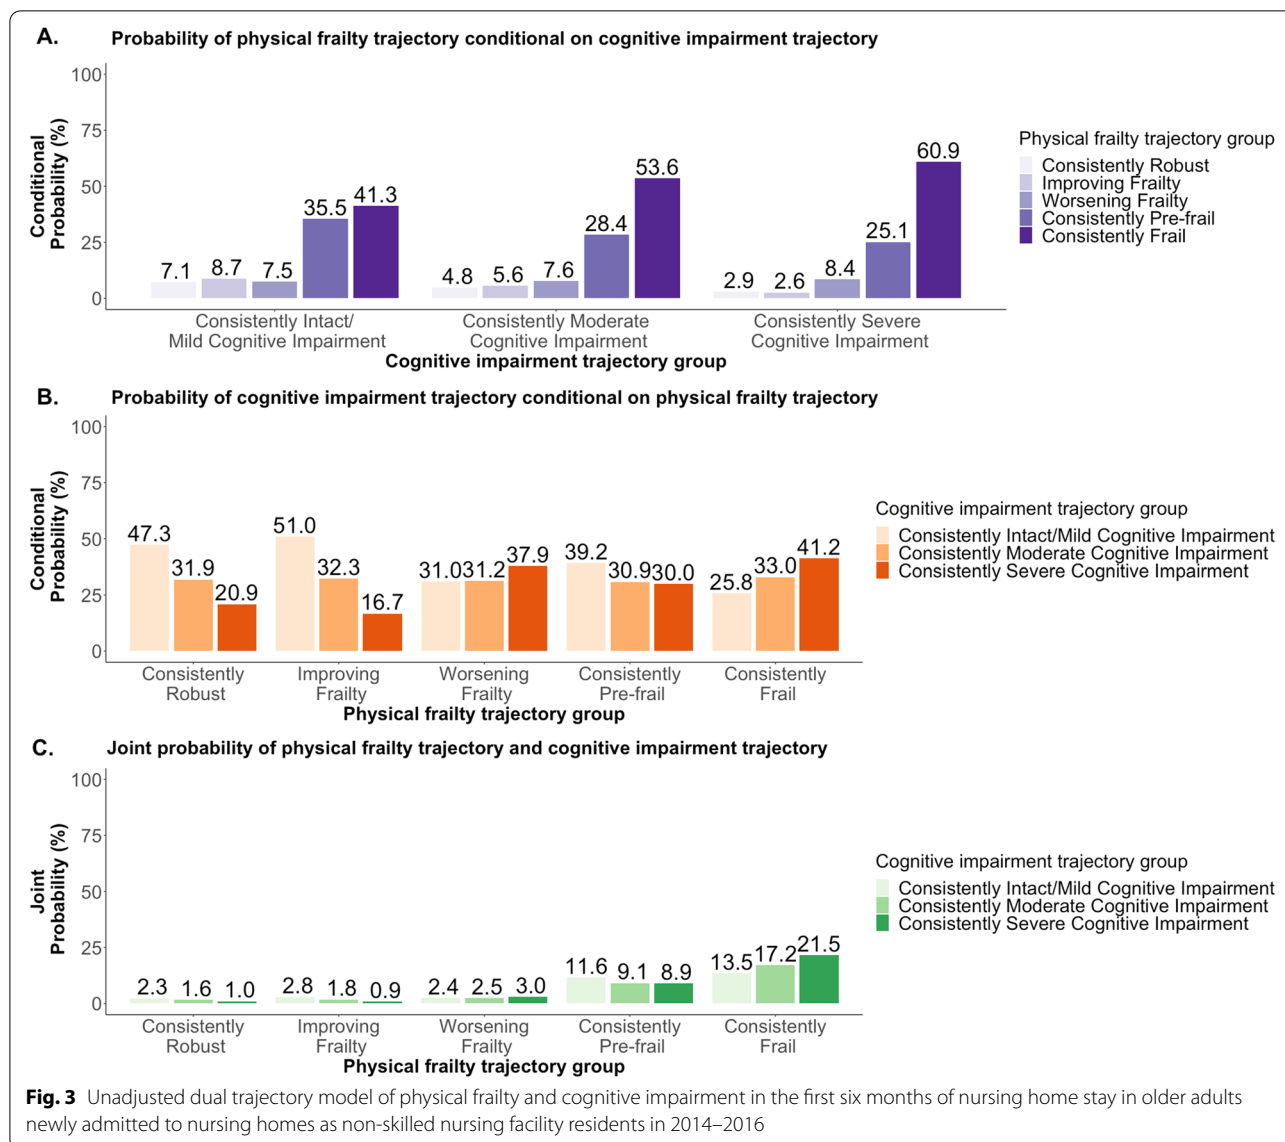 A. Probability of physical frailty trajectory conditional on cognitive impairment trajectory
Conditional
Probability (%)
100
75
50
25
0
7.1 8.7 7.5 35.5 41.3
4.8 5.6 7.6 28.4 53.6
2.9 2.6 8.4 25.1 60.9
Consistently Intact/
Mild Cognitive Impairment
Consistently Moderate
Cognitive Impairment
Consistently Severe
Cognitive Impairment
Cognitive impairment trajectory group
Physical frailty trajectory group
Consistently Robust
Improving Frailty
Worsening Frailty
Consistently Pre-frail
Consistently Frail
B. Probability of cognitive impairment trajectory conditional on physical frailty trajectory
Conditional
Probability (%)
100
75
50
25
0
47.3 31.9 20.9
51.0 32.3 16.7
31.0 31.2 37.9
39.2 30.9 30.0
25.8 33.0 41.2
Consistently
Robust
Improving
Frailty
Worsening
Frailty
Consistently
Pre-frail
Consistently
Frail
Physical frailty trajectory group
Cognitive impairment trajectory group
Consistently Intact/Mild Cognitive Impairment
Consistently Moderate Cognitive Impairment
Consistently Severe Cognitive Impairment
C. Joint probability of physical frailty trajectory and cognitive impairment trajectory
Joint
Probability (%)
100
75
50
25
0
2.3 1.6 1.0
2.8 1.8 0.9
2.4 2.5 3.0
11.6 9.1 8.9
13.5 17.2 21.5
Consistently
Robust
Improving
Frailty
Worsening
Frailty
Consistently
Pre-frail
Consistently
Frail
Physical frailty trajectory group
Cognitive impairment trajectory group
Consistently Intact/Mild Cognitive Impairment
Consistently Moderate Cognitive Impairment
Consistently Severe Cognitive Impairment
Fig. 3 Unadjusted dual trajectory model of physical frailty and cognitive impairment in the first six months of nursing home stay in older adults
newly admitted to nursing homes as non-skilled nursing facility residents in 2014–2016